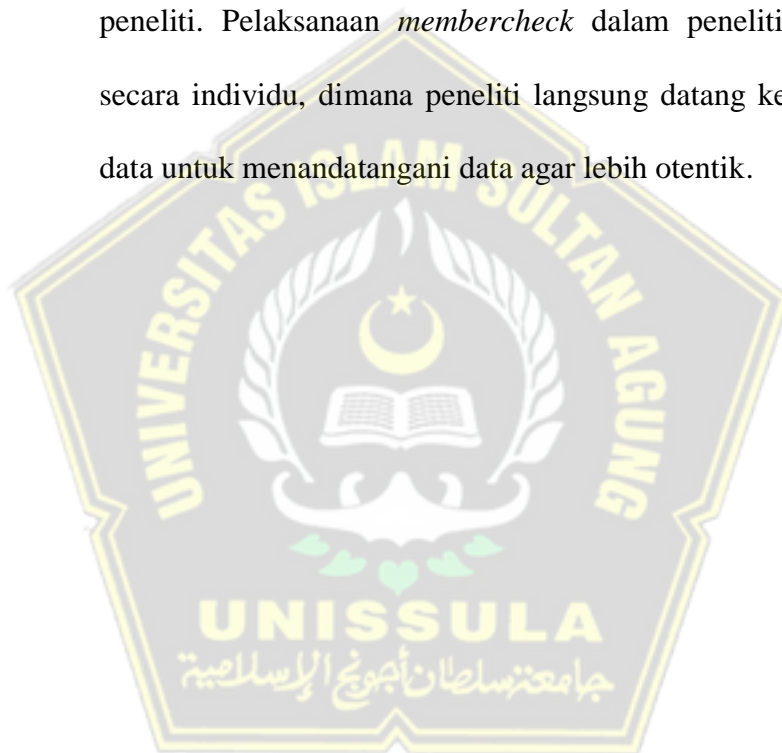 peneliti. Pelaksanaan membercheck dalam peneliti
secara individu, dimana peneliti langsung datang ke
data untuk menandatangani data agar lebih otentik.
UNIVERSITAS ISLAM SULTAN AGUNG
UNISSULA
جامعة سلطان أجونج الإسلامية